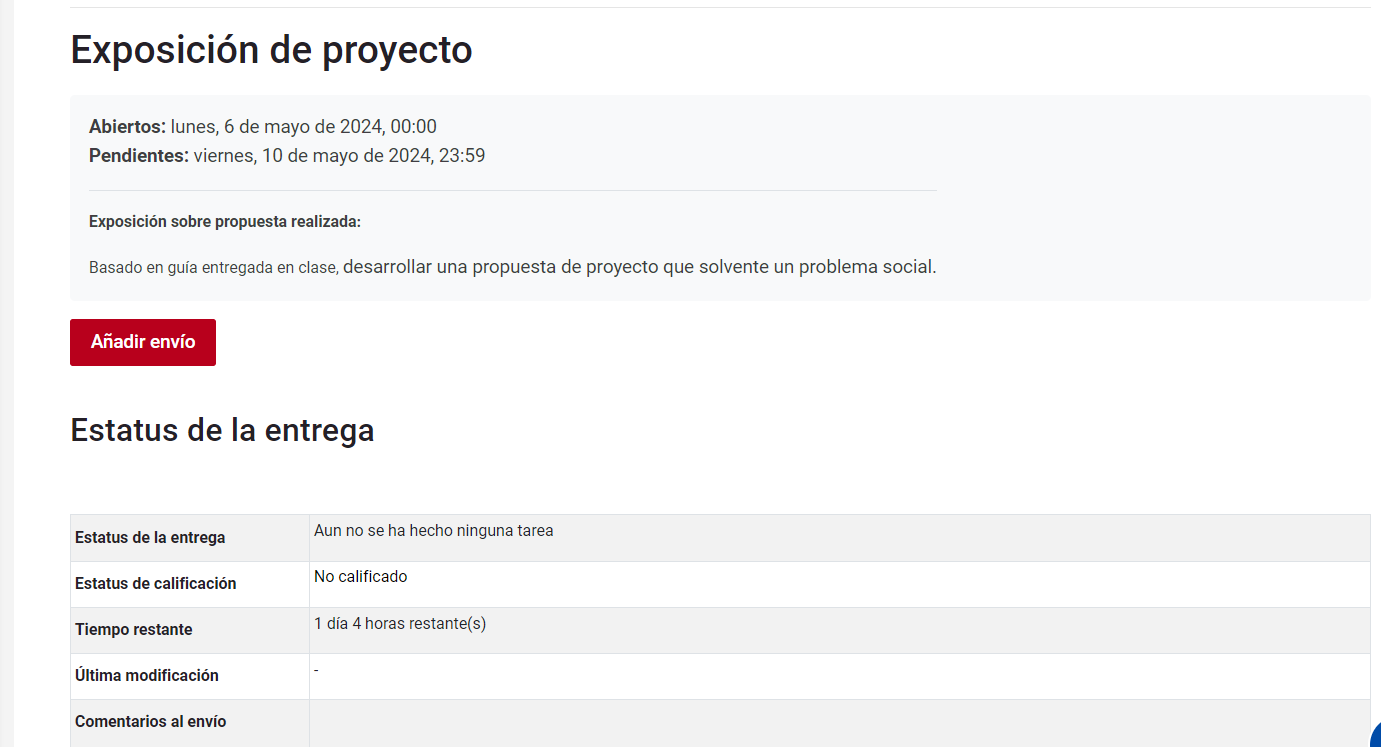 Exposición de proyecto
Abiertos: lunes, 6 de mayo de 2024, 00:00
Pendientes: viernes, 10 de mayo de 2024, 23:59
Exposición sobre propuesta realizada:
Basado en guía entregada en clase, desarrollar una propuesta de proyecto que solvente un problema social.
Añadir envío
Estatus de la entrega
Estatus de la entrega Aun no se ha hecho ninguna tarea
Estatus de calificación No calificado
Tiempo restante 1 día 4 horas restante(s)
Última modificación -
Comentarios al envío